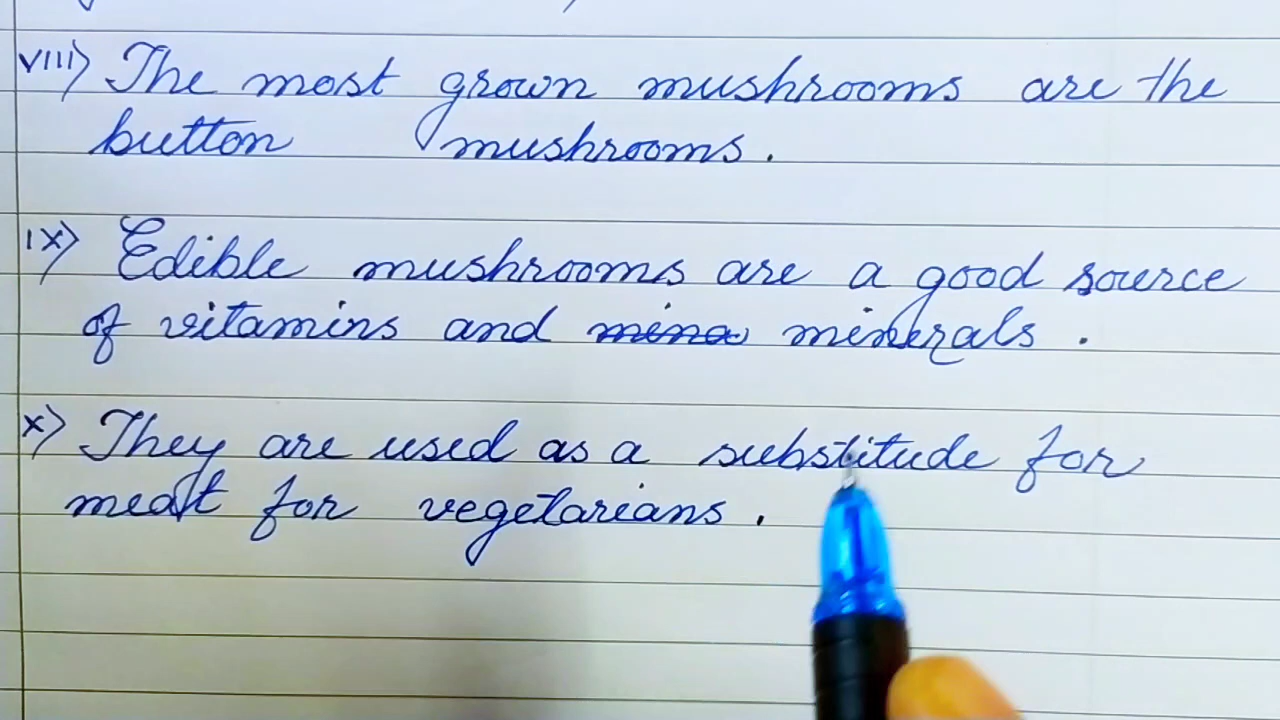 viii) The most grown mushrooms are the
button mushrooms.
ix) Edible mushrooms are a good source
of vitamins and mina minerals.
x) They are used as a substitude for
meat for vegetarians.